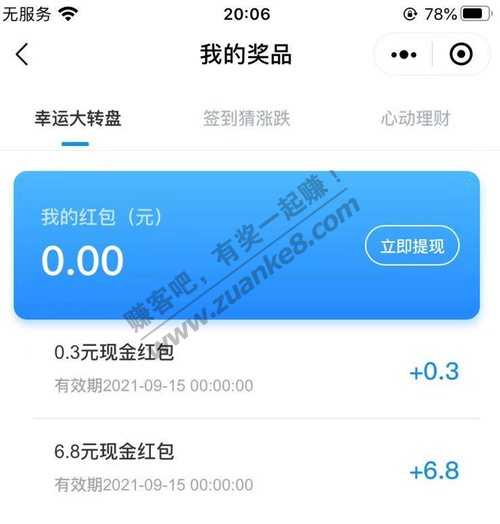 无服务 20:06 78%
我的奖品
幸运大转盘 签到猜涨跌 心动理财
我的红包（元）
0.00
立即提现
赚客吧，有奖一起赚！
www.zuanke8.com
0.3元现金红包
+0.3
有效期2021-09-15 00:00:00
6.8元现金红包
+6.8
有效期2021-09-15 00:00:00